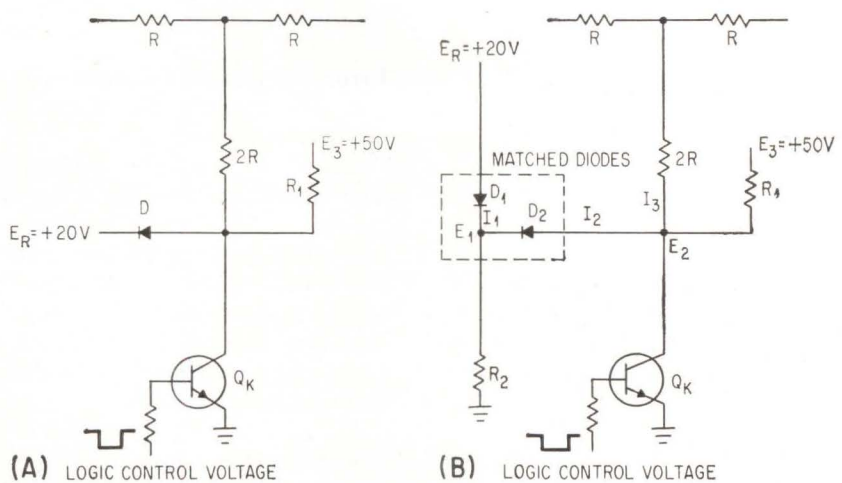 R R
2R
E3=+50V
R1
D
ER=+20V
QK
(A) LOGIC CONTROL VOLTAGE
R R
ER=+20V
2R
E3=+50V
MATCHED DIODES
R1
D1
I1
D2
I2
I3
E1
E2
R2
QK
(B) LOGIC CONTROL VOLTAGE